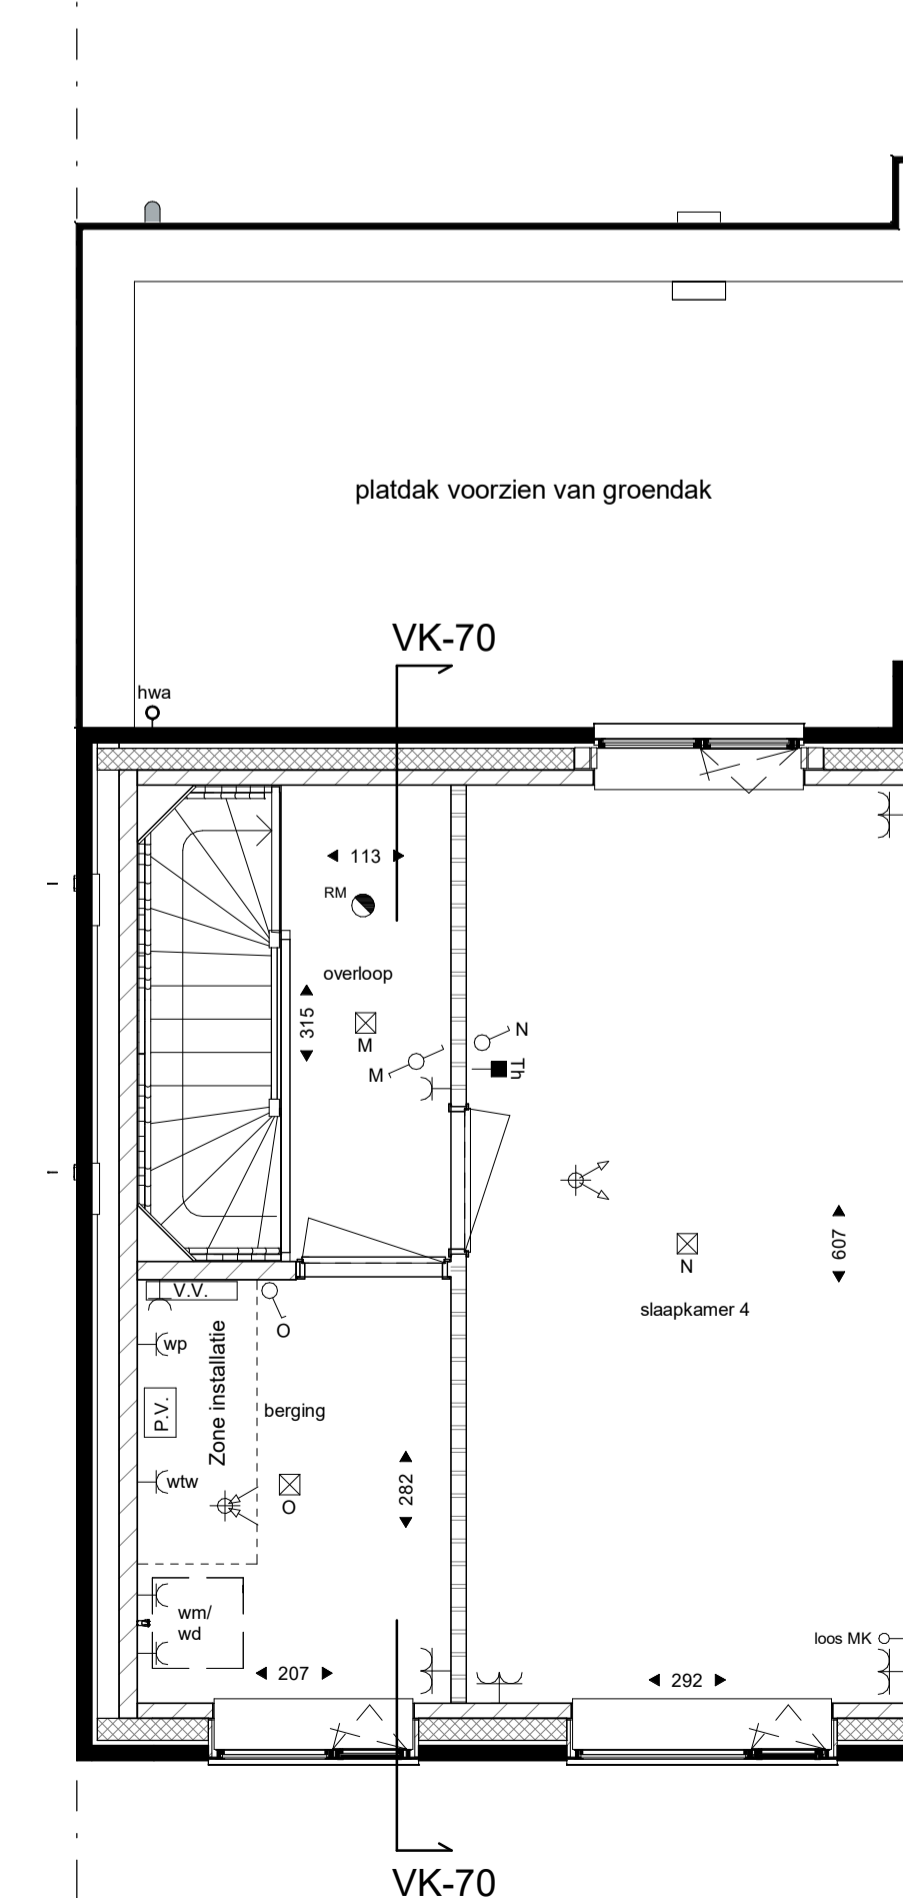 platdak voorzien van groendak
VK-70
hwa
113
RM
overloop
315
M
M
N
Th
607
N
slaapkamer 4
V.V.
O
wp
Zone installatie
P.V.
berging
wtw
282
O
wm/
wd
loos MK
207
292
VK-70